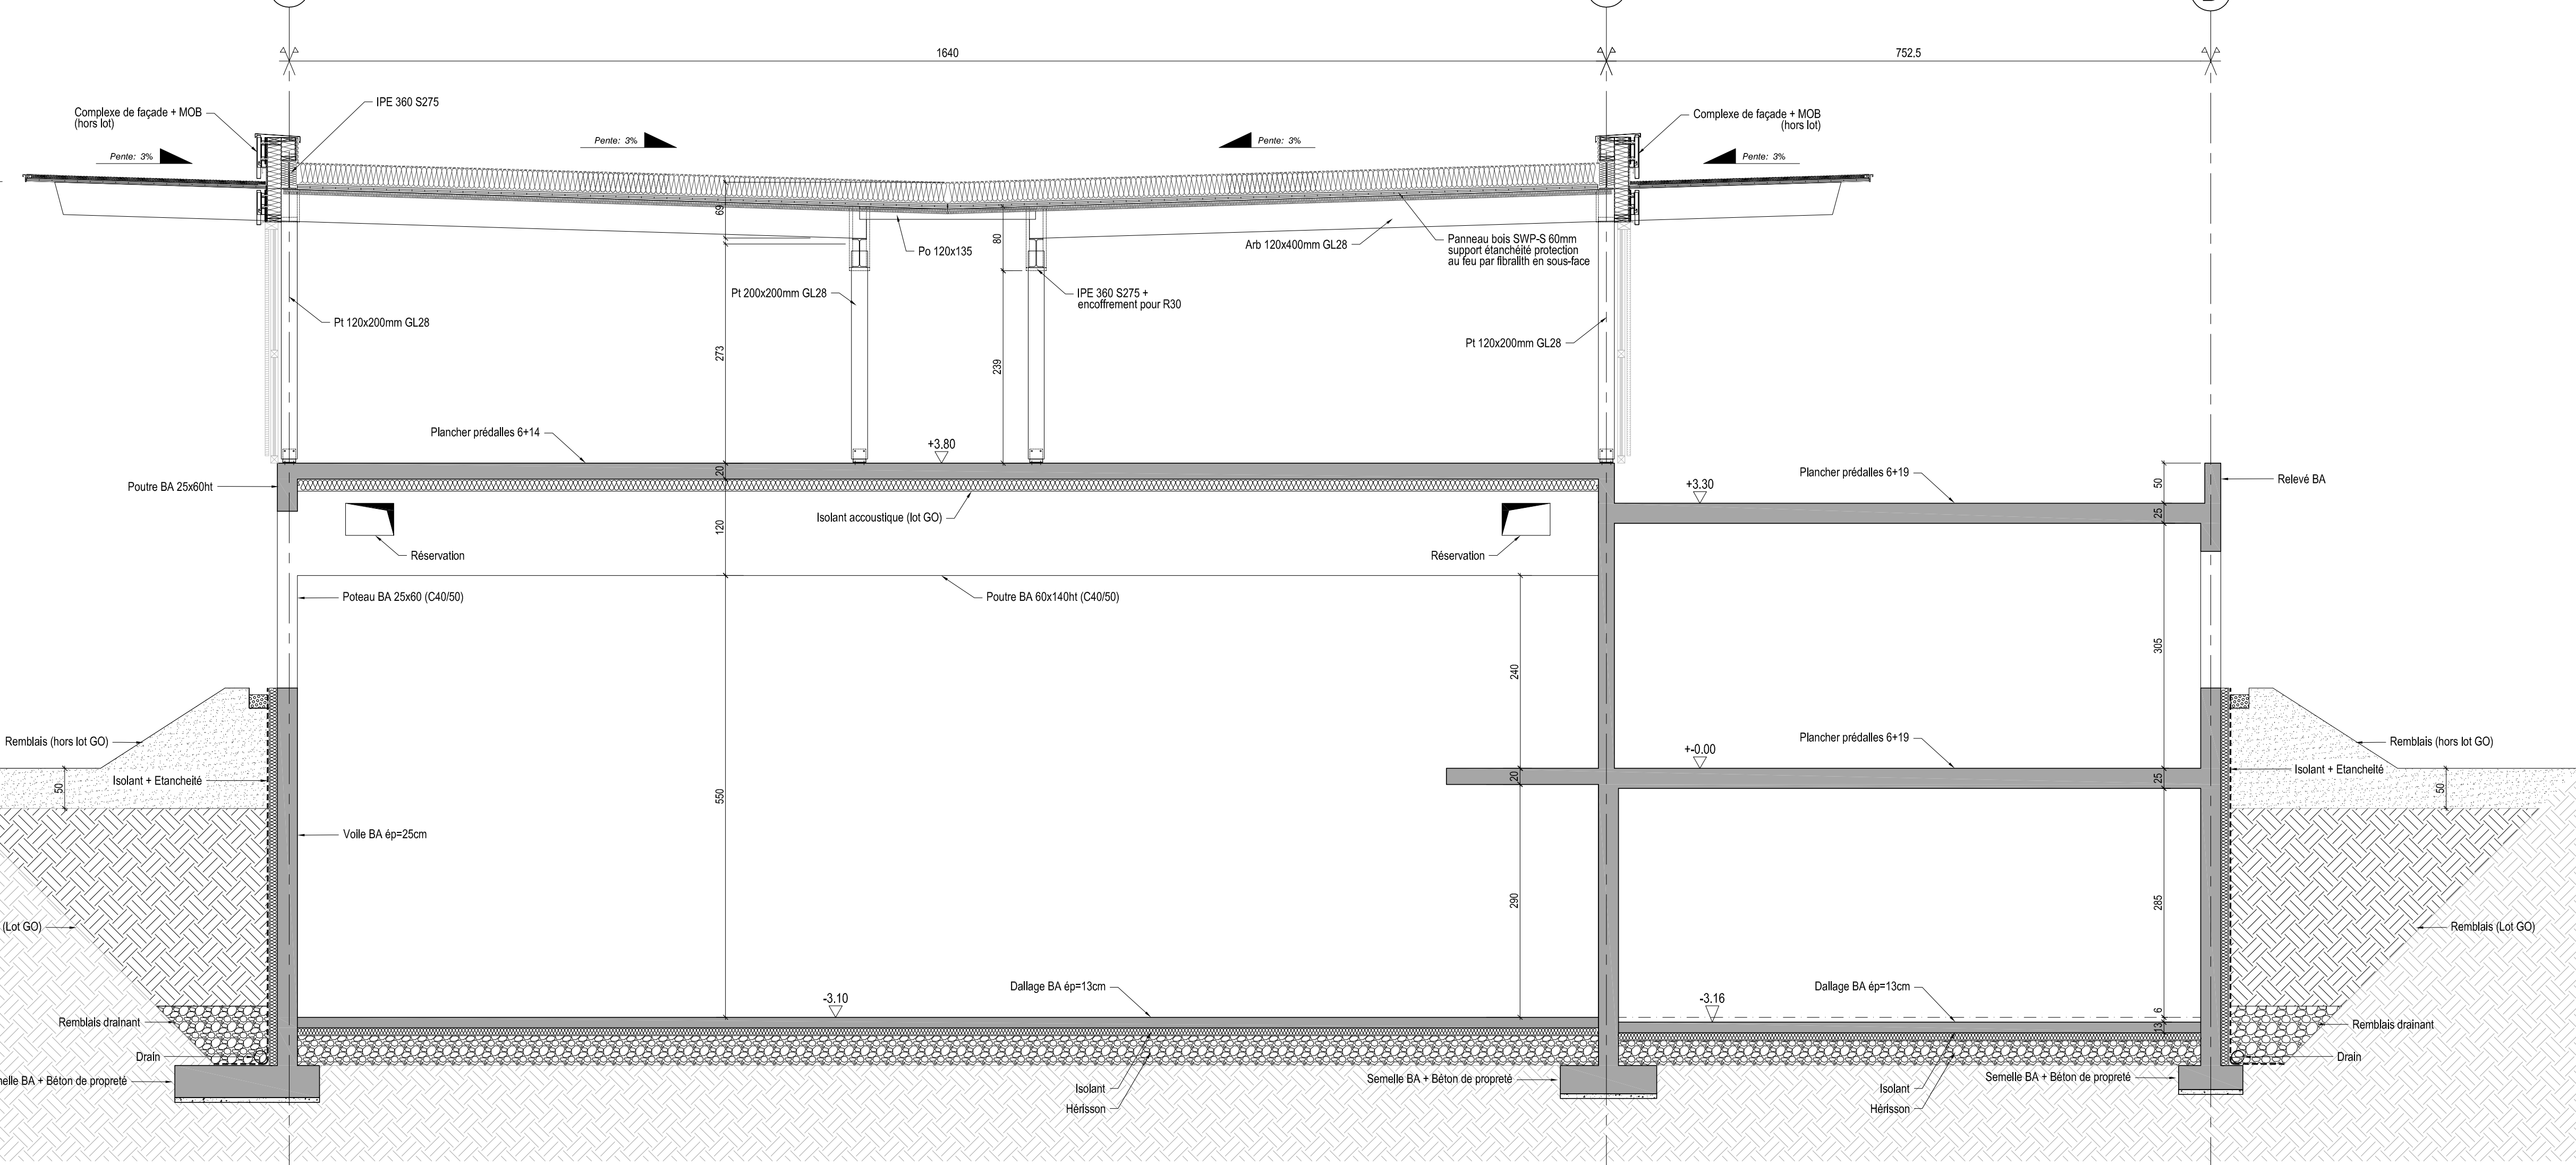 1640
752.5
Complexe de façade + MOB
(hors lot)
IPE 360 S275
Pente: 3%
Pente: 3%
Pente: 3%
Complexe de façade + MOB
(hors lot)
Pente: 3%
69
80
Po 120x135
Arb 120x400mm GL28
Panneau bois SWP-S 60mm
support étanchéité protection
au feu par fibralith en sous-face
Pt 200x200mm GL28
IPE 360 S275 +
encoffrement pour R30
Pt 120x200mm GL28
Pt 120x200mm GL28
273
239
Plancher prédalles 6+14
+3.80
20
Poutre BA 25x60ht
Isolant accoustique (lot GO)
Plancher prédalles 6+19
+3.30
50
25
Relevé BA
120
Réservation
Réservation
Poteau BA 25x60 (C40/50)
Poutre BA 60x140ht (C40/50)
240
305
Remblais (hors lot GO)
Isolant + Etancheité
50
Plancher prédalles 6+19
+-0.00
20
25
Remblais (hors lot GO)
Isolant + Etancheité
50
550
Voile BA ép=25cm
290
285
(Lot GO)
Remblais (Lot GO)
Dallage BA ép=13cm
-3.10
Dallage BA ép=13cm
-3.16
6
13
Remblais drainant
Remblais drainant
Drain
Drain
melle BA + Béton de propreté
Semelle BA + Béton de propreté
Semelle BA + Béton de propreté
Isolant
Hérisson
Isolant
Hérisson